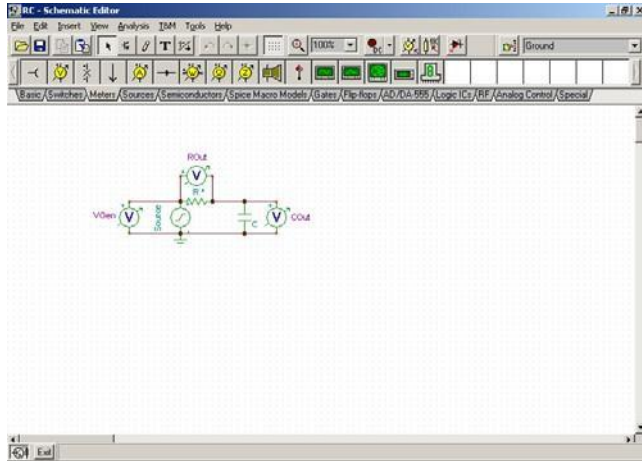 RC - Schematic Editor
File Edit Insert View Analysis T&M Tools Help
100% Ground
Basic Switches Meters Sources Semiconductors Spice Macro Models Gates Flip-flops AD/DA-555 Logic ICs RF Analog Control Special
ROut
V
R
VGen V Source C V COut
Exit